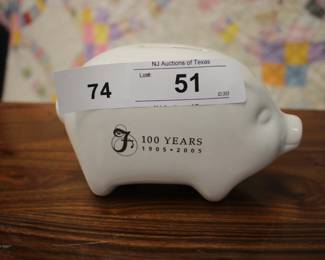 NJ Auctions of Texas
Lot#
74
51
F
100 YEARS
1905 • 2005